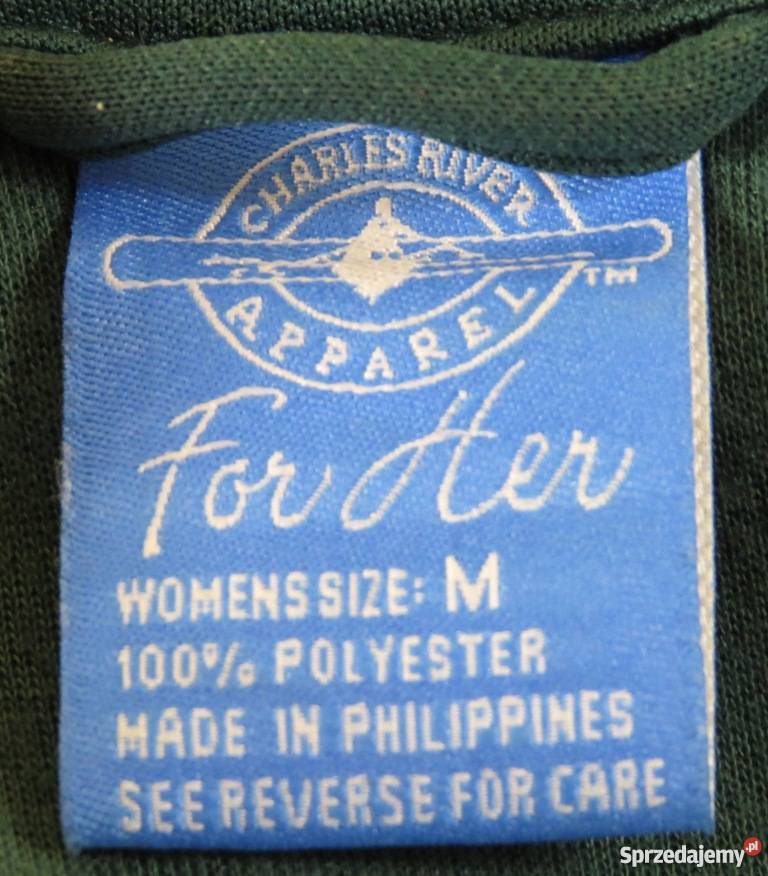 CHARLES RIVER
TM
APPAREL
For Her
WOMENS SIZE: M
100% POLYESTER
MADE IN PHILIPPINES
SEE REVERSE FOR CARE
Sprzedajemy.pl